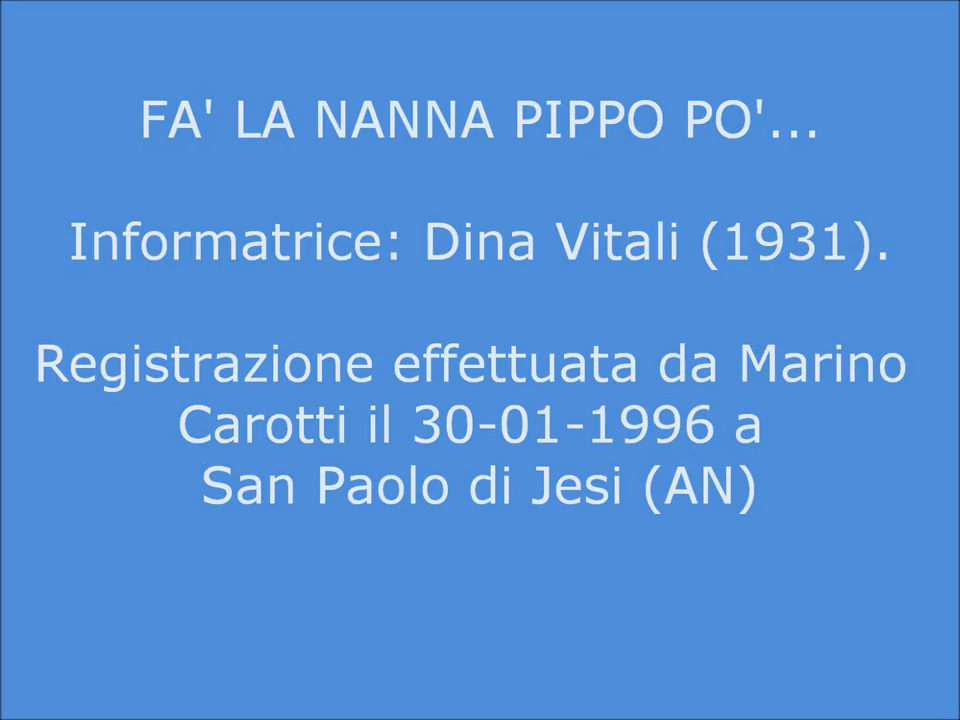 FA' LA NANNA PIPPO PO'...
Informatrice: Dina Vitali (1931).
Registrazione effettuata da Marino
Carotti il 30-01-1996 a
San Paolo di Jesi (AN)